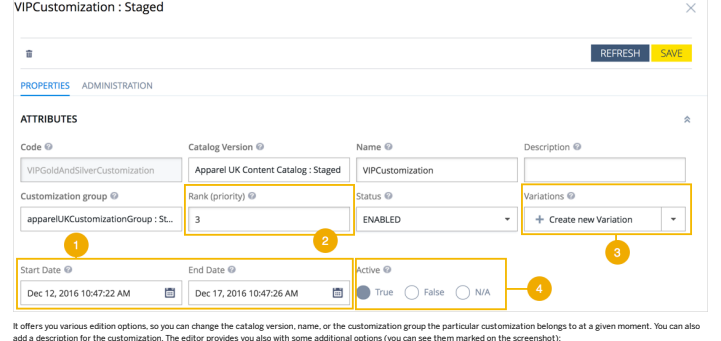 VIPCustomization : Staged
REFRESH SAVE
PROPERTIES ADMINISTRATION
ATTRIBUTES
Code Catalog Version Name Description
VIPGoldAndSilverCustomization Apparel UK Content Catalog : Staged VIPCustomization
Customization group Rank (priority) Status Variations
apparelUKCustomizationGroup : St... 3 ENABLED + Create new Variation
1 2 3
Start Date End Date Active
Dec 12, 2016 10:47:22 AM Dec 17, 2016 10:47:26 AM True False N/A 4
It offers you various edition options, so you can change the catalog version, name, or the customization group the particular customization belongs to at a given moment. You can also
add a description for the customization. The editor provides you also with some additional options (you can see them marked on the screenshot):